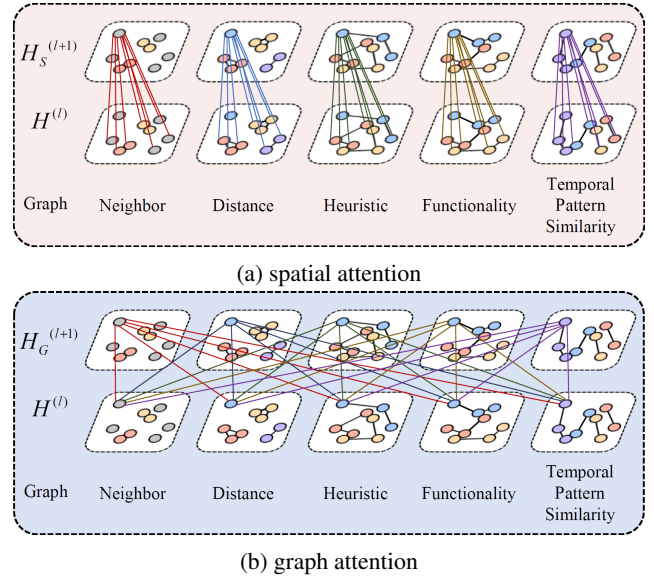 H_S^(l+1)
H^(l)
Graph Neighbor Distance Heuristic Functionality Temporal Pattern Similarity
(a) spatial attention
H_G^(l+1)
H^(l)
Graph Neighbor Distance Heuristic Functionality Temporal Pattern Similarity
(b) graph attention